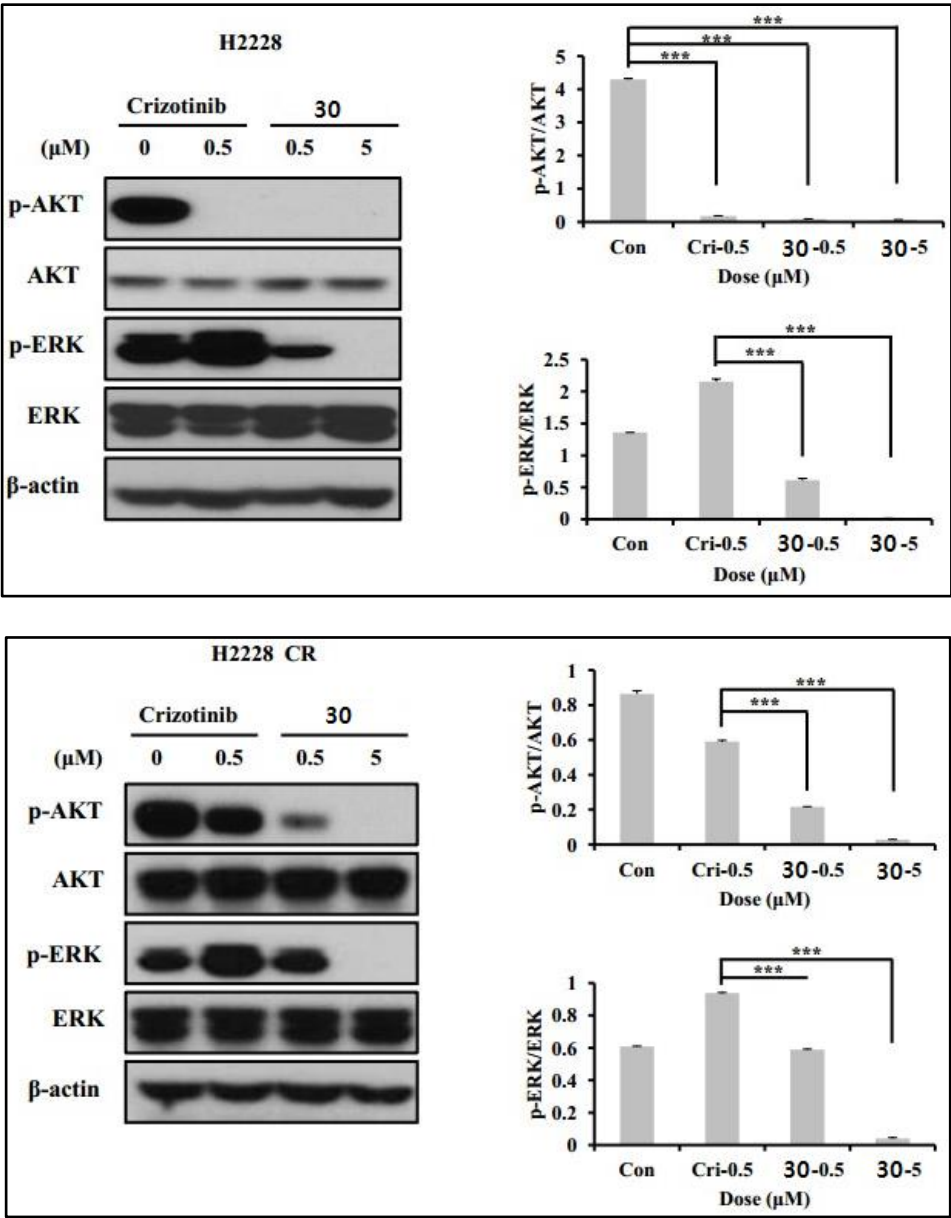 H2228
Crizotinib 30
(μM) 0 0.5 0.5 5
p-AKT
AKT
p-ERK
ERK
β-actin
*** 
***
***
p-AKT/AKT
5
4
3
2
1
0
Con Cri-0.5 30-0.5 30-5
Dose (μM)
***
***
p-ERK/ERK
2.5
2
1.5
1
0.5
0
Con Cri-0.5 30-0.5 30-5
Dose (μM)
H2228 CR
Crizotinib 30
(μM) 0 0.5 0.5 5
p-AKT
AKT
p-ERK
ERK
β-actin
***
***
p-AKT/AKT
1
0.8
0.6
0.4
0.2
0
Con Cri-0.5 30-0.5 30-5
Dose (μM)
***
***
p-ERK/ERK
1
0.8
0.6
0.4
0.2
0
Con Cri-0.5 30-0.5 30-5
Dose (μM)